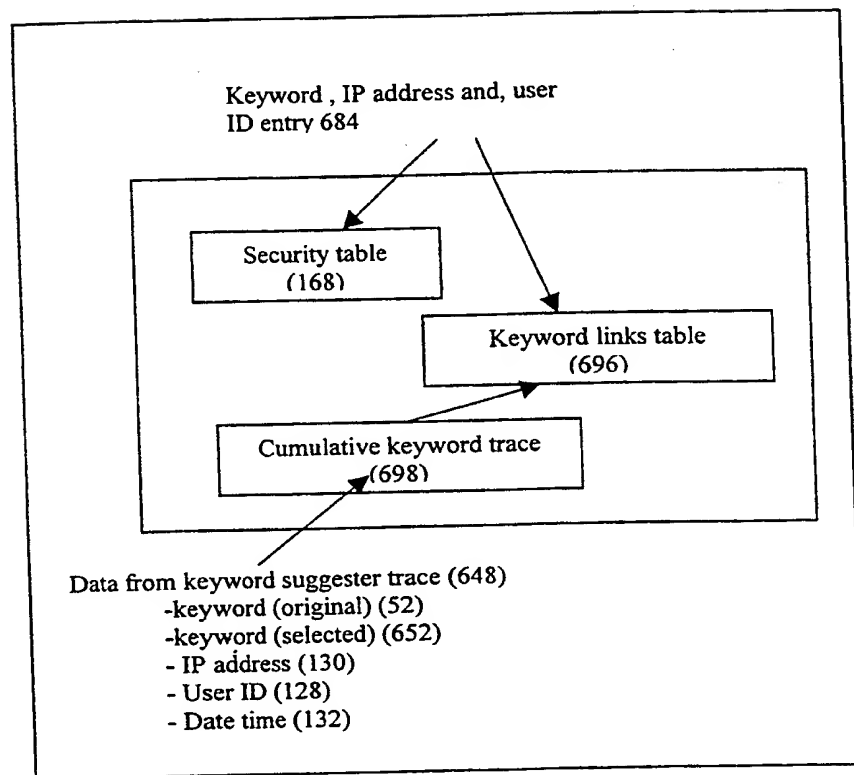 Keyword , IP address and, user
ID entry 684
Security table
(168)
Keyword links table
(696)
Cumulative keyword trace
(698)
Data from keyword suggester trace (648)
-keyword (original) (52)
-keyword (selected) (652)
- IP address (130)
- User ID (128)
- Date time (132)